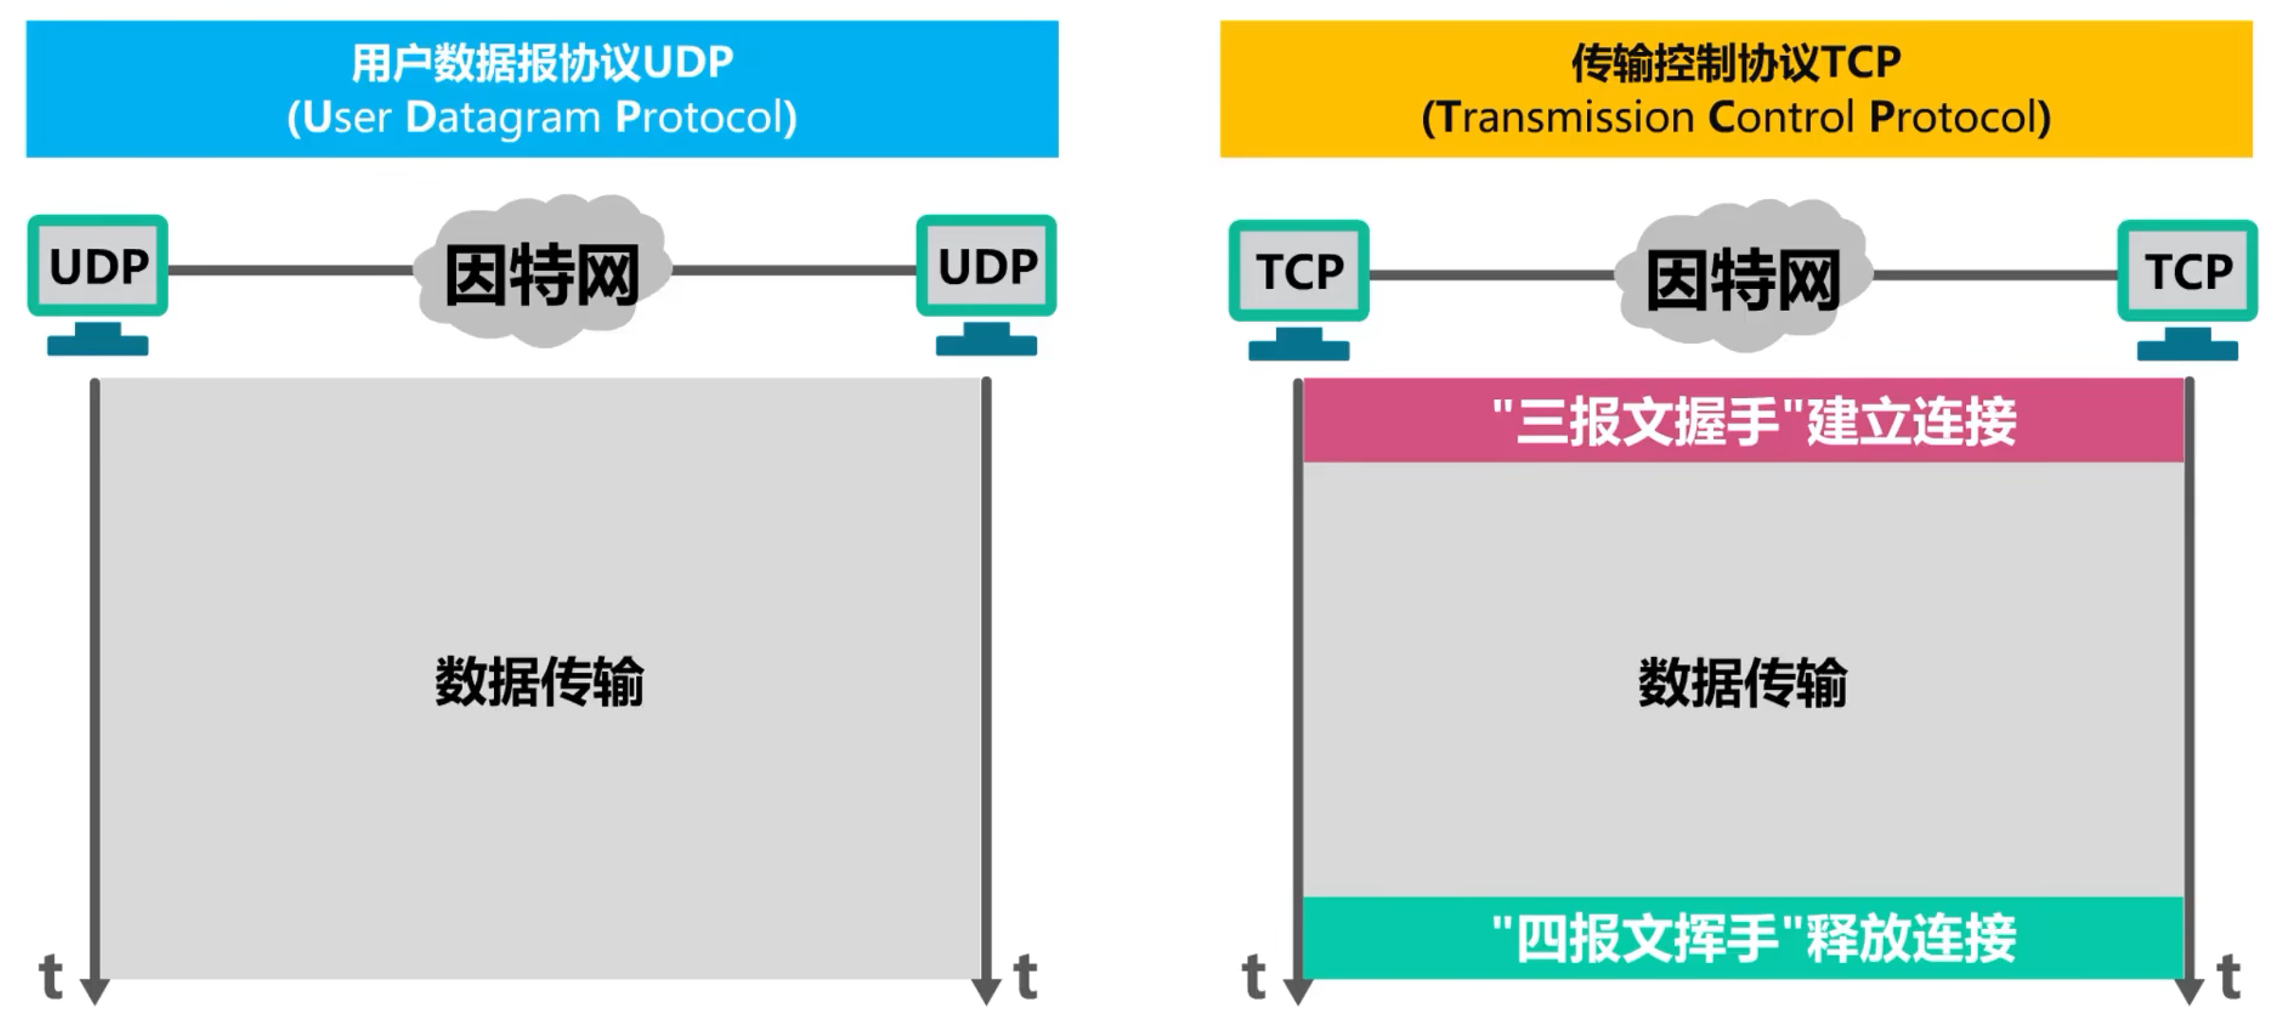 用户数据报协议UDP
(User Datagram Protocol)
UDP
因特网
UDP
数据传输
t
t
传输控制协议TCP
(Transmission Control Protocol)
TCP
因特网
TCP
"三报文握手"建立连接
数据传输
"四报文挥手"释放连接
t
t